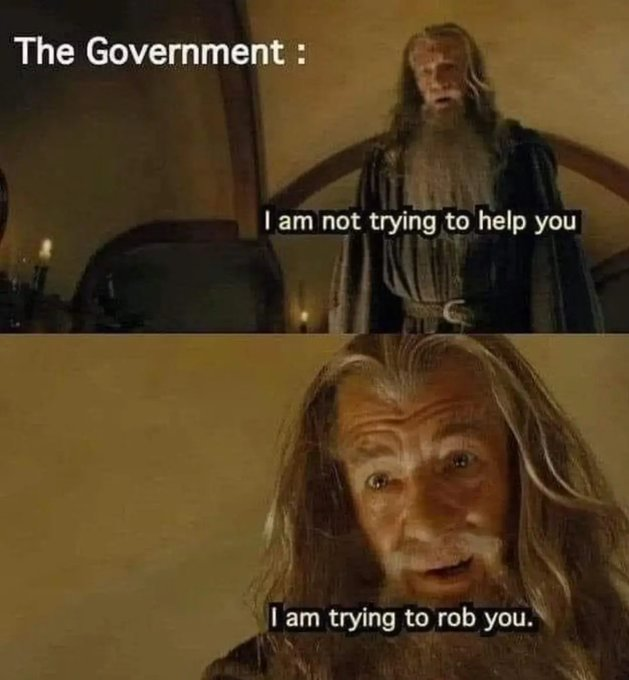 The Government :
I am not trying to help you
I am trying to rob you.